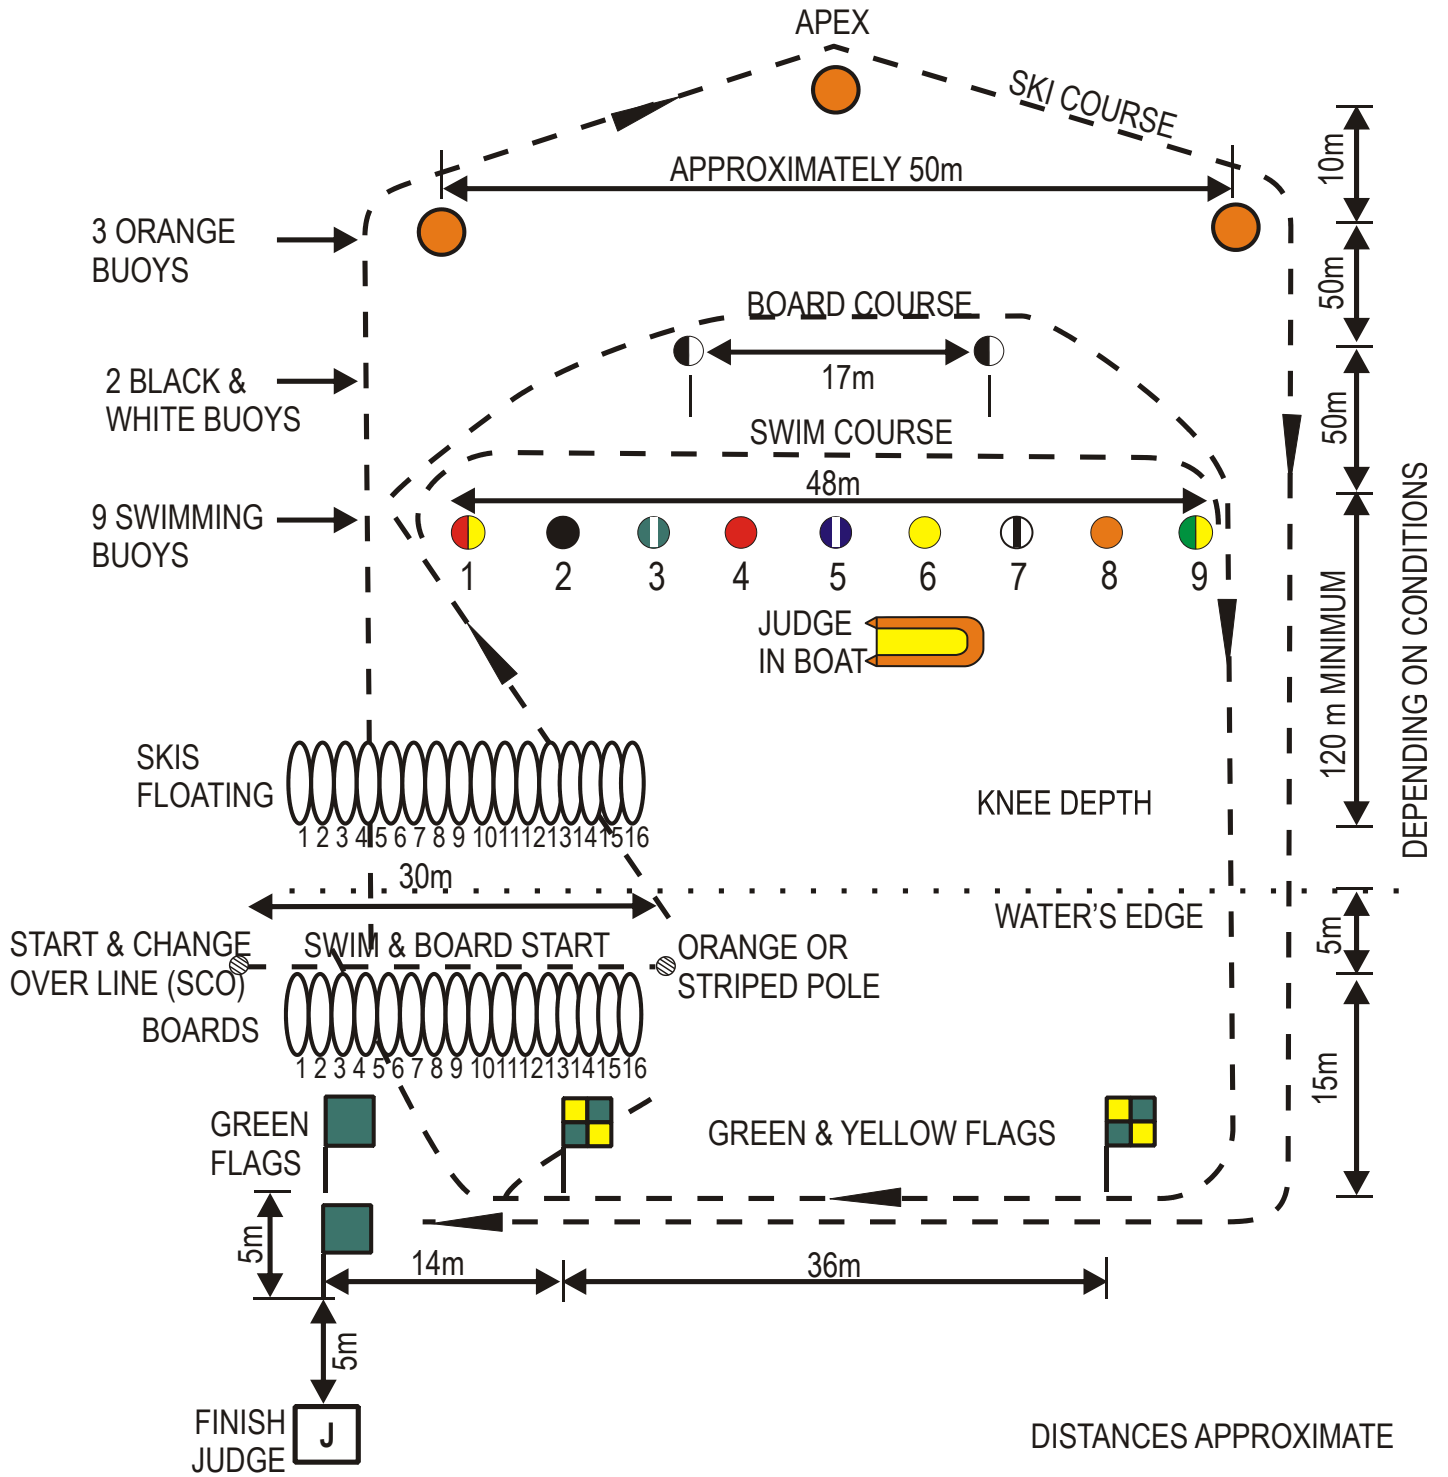 APEX
SKI COURSE
10m
APPROXIMATELY 50m
3 ORANGE
BUOYS
50m
BOARD COURSE
17m
2 BLACK &
WHITE BUOYS
50m
SWIM COURSE
48m
9 SWIMMING
BUOYS
1 2 3 4 5 6 7 8 9
JUDGE
IN BOAT
120 m MINIMUM
DEPENDING ON CONDITIONS
SKIS
FLOATING
1 2 3 4 5 6 7 8 9 10 11 12 13 14 15 16
KNEE DEPTH
30m
WATER'S EDGE
5m
START & CHANGE
OVER LINE (SCO)
SWIM & BOARD START
ORANGE OR
STRIPED POLE
BOARDS
1 2 3 4 5 6 7 8 9 10 11 12 13 14 15 16
15m
GREEN
FLAGS
GREEN & YELLOW FLAGS
5m
14m
36m
5m
FINISH
JUDGE
J
DISTANCES APPROXIMATE